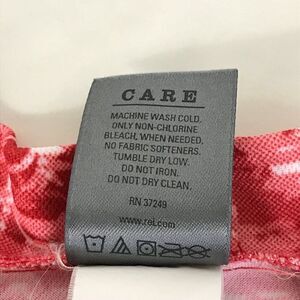 CARE
MACHINE WASH COLD.
ONLY NON-CHLORINE
BLEACH, WHEN NEEDED.
NO FABRIC SOFTENERS.
TUMBLE DRY LOW.
DO NOT IRON.
DO NOT DRY CLEAN.
RN 37249
www.rei.com